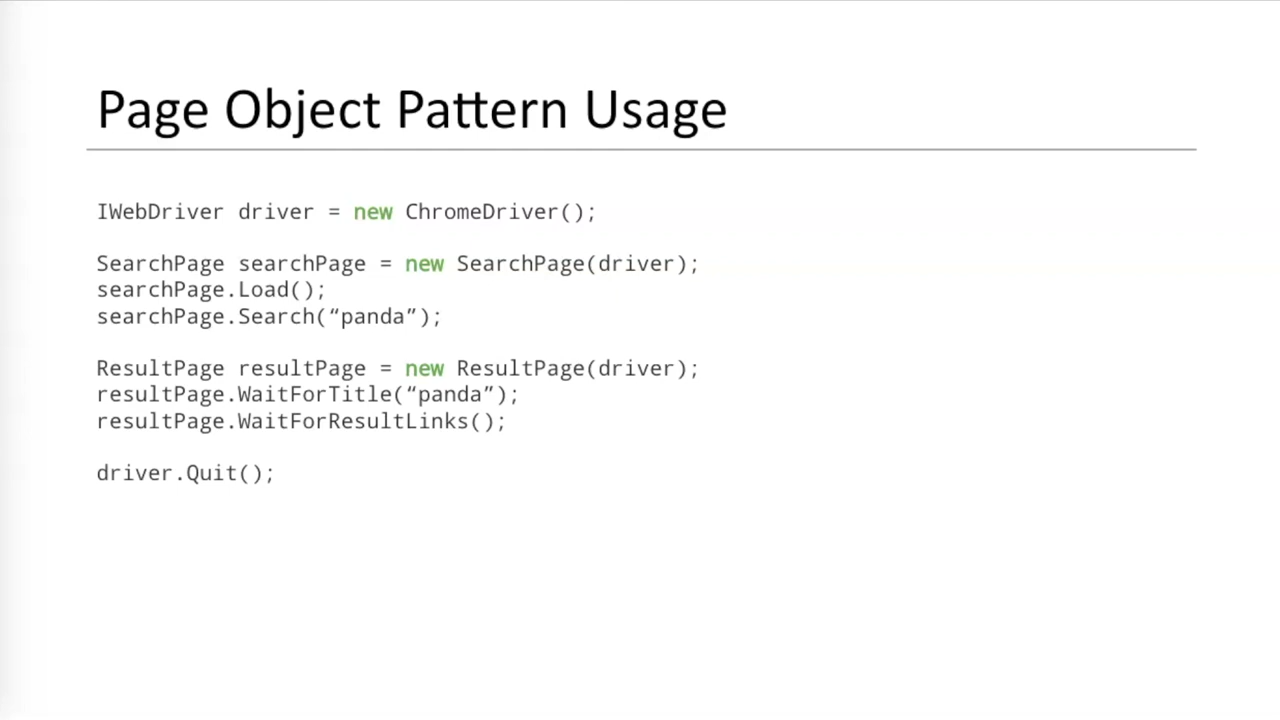 Page Object Pattern Usage
IWebDriver driver = new ChromeDriver();
SearchPage searchPage = new SearchPage(driver);
searchPage.Load();
searchPage.Search(“panda”);
ResultPage resultPage = new ResultPage(driver);
resultPage.WaitForTitle(“panda”);
resultPage.WaitForResultLinks();
driver.Quit();